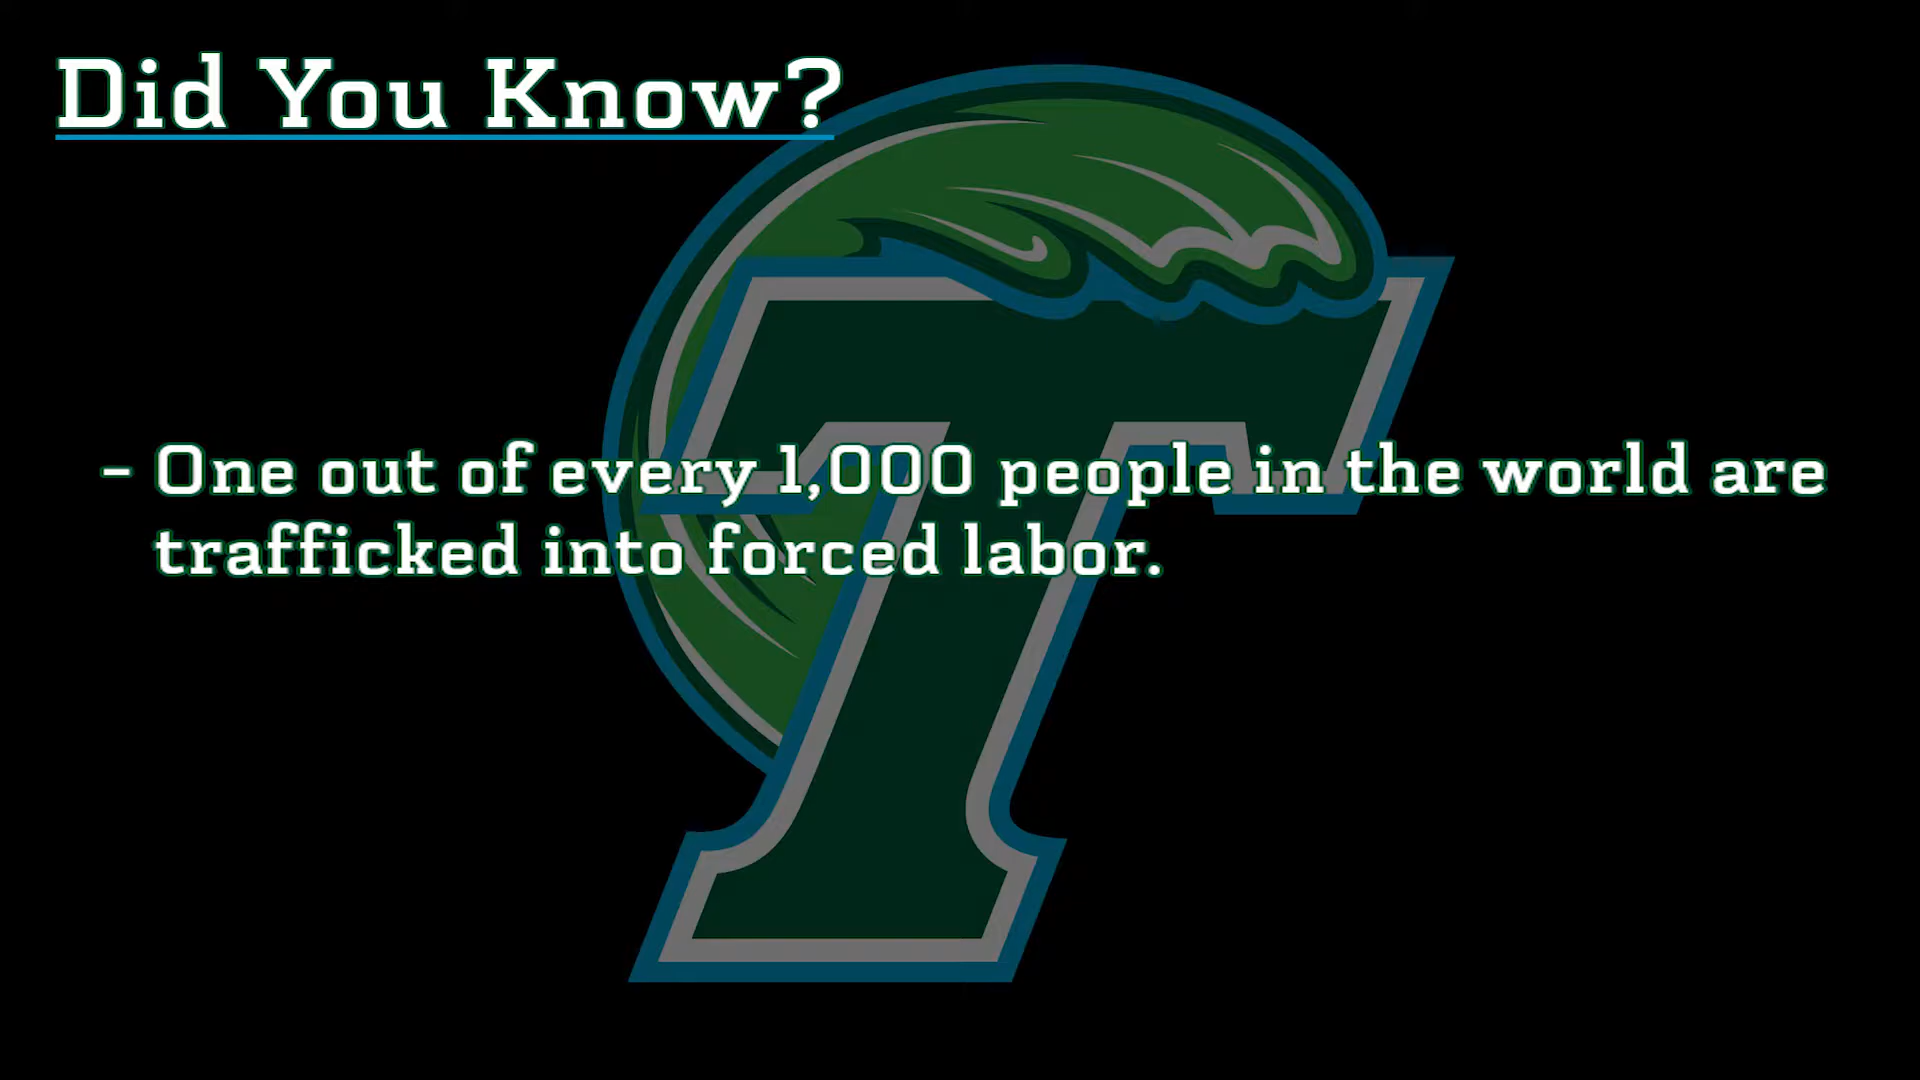 Did You Know?
- One out of every 1,000 people in the world are
trafficked into forced labor.
T